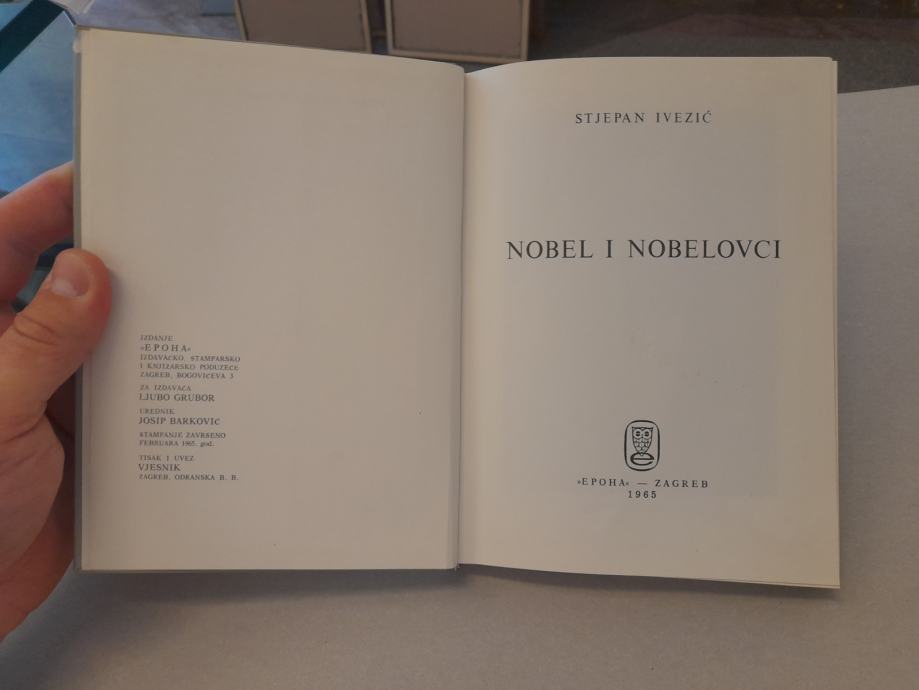 IZDANJE
»EPOHA«
IZDAVAČKO, ŠTAMPARSKO
I KNJIŽARSKO PODUZEĆE
ZAGREB, BOGOVIĆEVA 3
ZA IZDAVAČA
LJUBO GRUBOR
UREDNIK
JOSIP BARKOVIĆ
ŠTAMPANJE ZAVRŠENO
FEBRUARA 1965. god.
TISAK I UVEZ
VJESNIK
ZAGREB, ODRANSKA B. B.
STJEPAN IVEZIĆ
NOBEL I NOBELOVCI
»EPOHA« — ZAGREB
1965